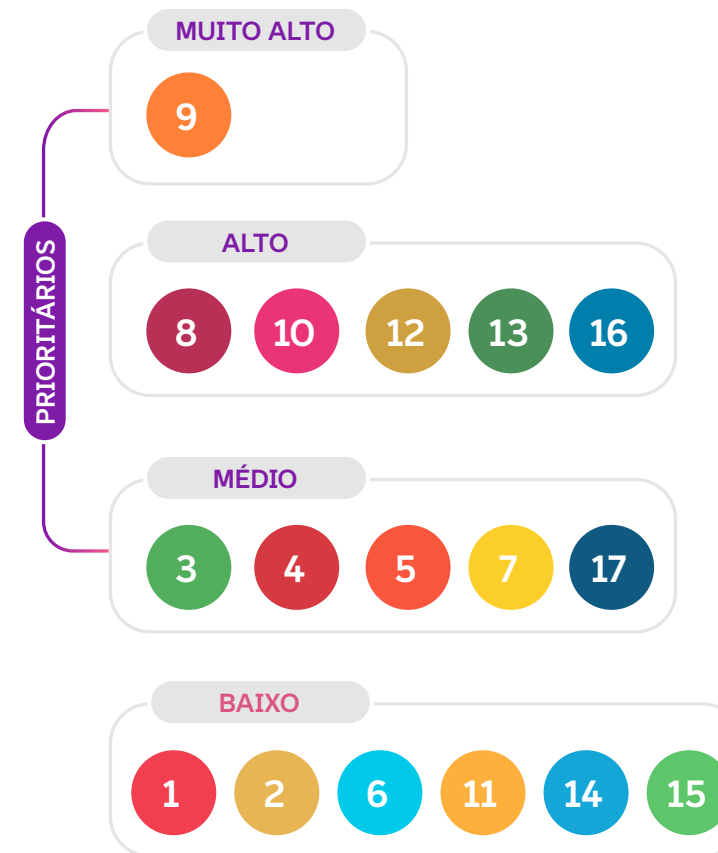 MUITO ALTO
9
PRIORITÁRIOS
ALTO
8 10 12 13 16
MÉDIO
3 4 5 7 17
BAIXO
1 2 6 11 14 15